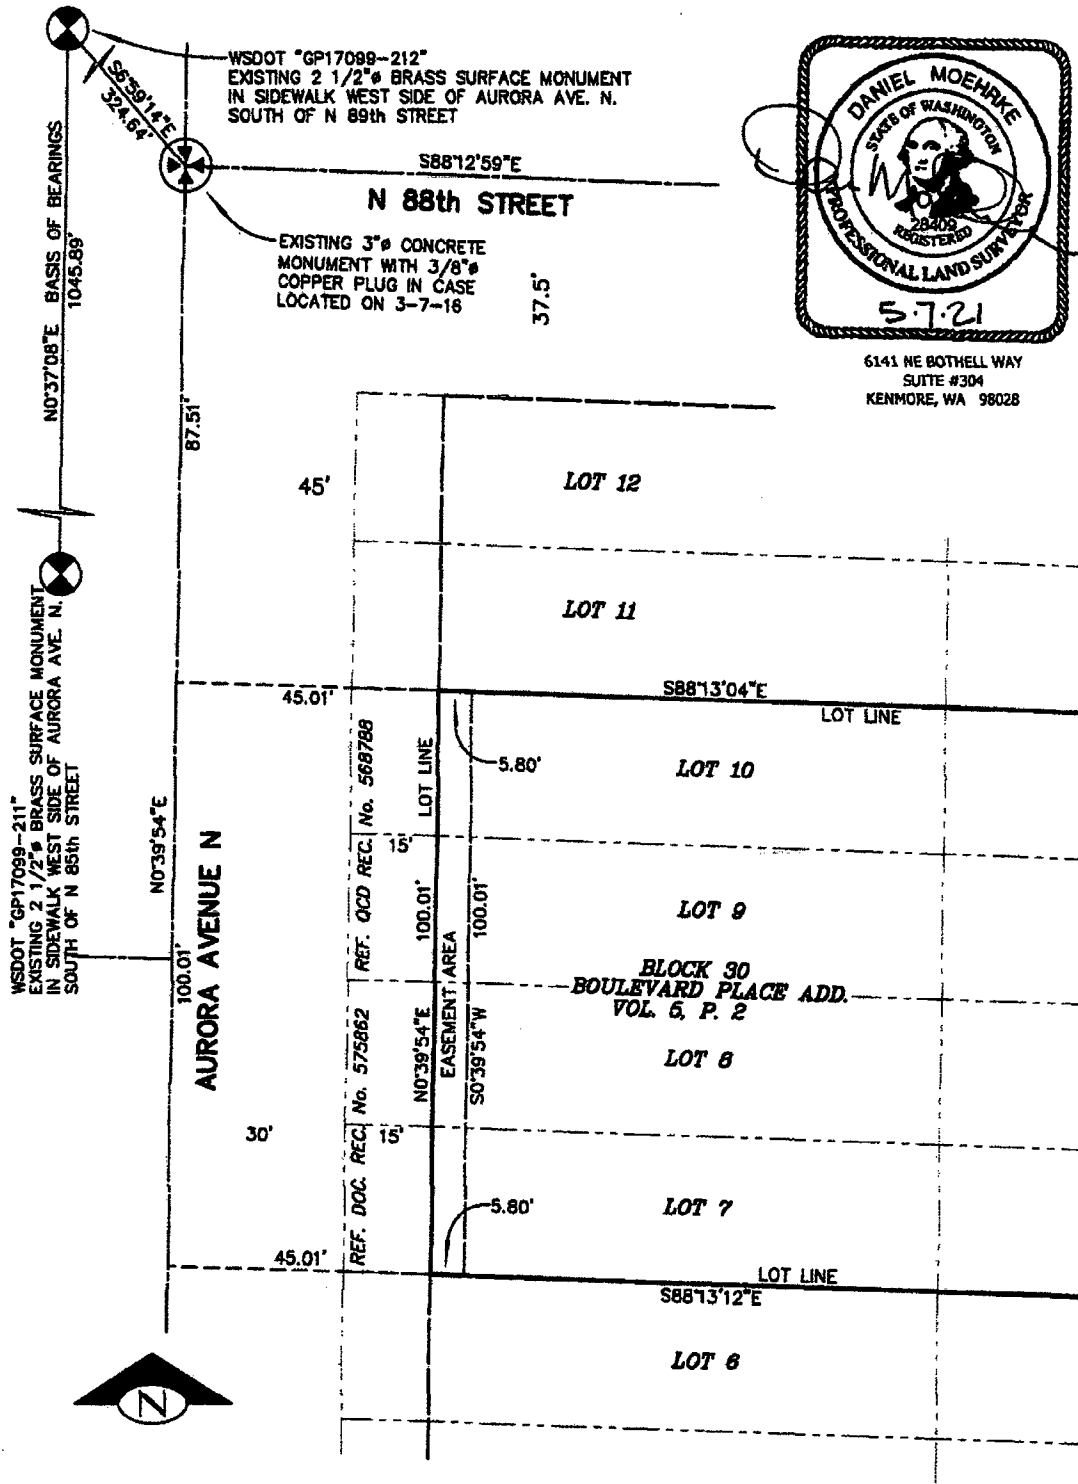 WSDOT "GP17099-212"
EXISTING 2 1/2"ø BRASS SURFACE MONUMENT
IN SIDEWALK WEST SIDE OF AURORA AVE. N.
SOUTH OF N 89th STREET
S6°59'14"E
324.64'
S88°12'59"E
N 88th STREET
EXISTING 3"ø CONCRETE
MONUMENT WITH 3/8"ø
COPPER PLUG IN CASE
LOCATED ON 3-7-16
37.5'
DANIEL MOEHRKE
STATE OF WASHINGTON
28409
REGISTERED
PROFESSIONAL LAND SURVEYOR
5.7.21
6141 NE BOTHELL WAY
SUITE #304
KENMORE, WA 98028
N0°37'08"E BASIS OF BEARINGS
1045.89'
87.51'
45'
LOT 12
LOT 11
WSDOT "GP17099-211"
EXISTING 2 1/2"ø BRASS SURFACE MONUMENT
IN SIDEWALK WEST SIDE OF AURORA AVE. N.
SOUTH OF N 85th STREET
45.01'
S88°13'04"E
LOT LINE
5.80'
LOT 10
LOT LINE
REF. QCD REC. No. 568788
15'
N0°39'54"E
100.01'
AURORA AVENUE N
100.01'
100.01'
LOT 9
BLOCK 30
BOULEVARD PLACE ADD.
VOL. 5, P. 2
EASEMENT AREA
N0°39'54"E
S0°39'54"W
LOT 8
REF. DOC. REC. No. 575862
30'
15'
5.80'
LOT 7
45.01'
LOT LINE
S88°13'12"E
LOT 6
N